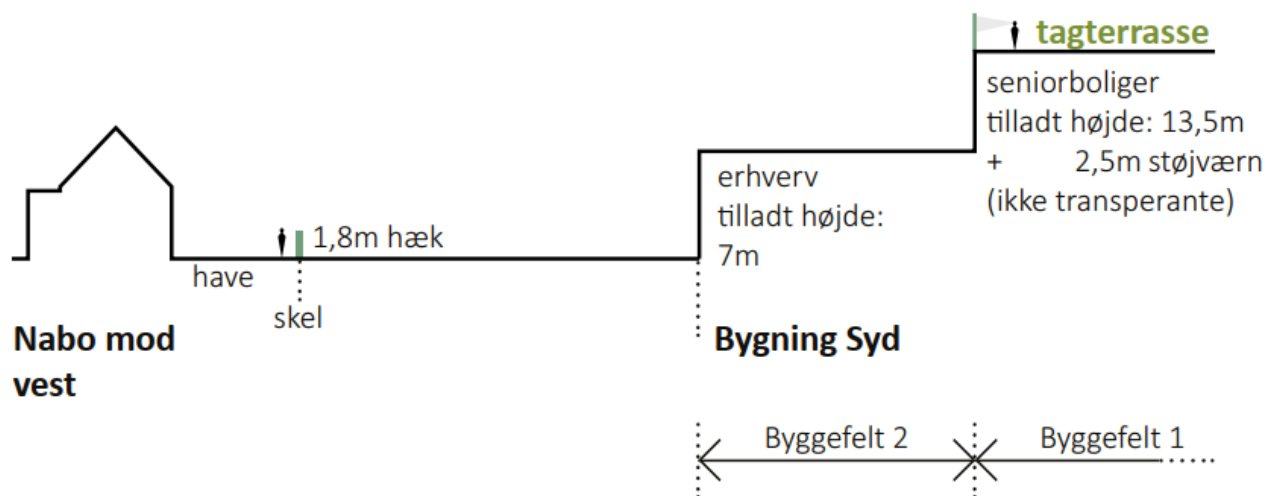 tagterrasse
seniorboliger
tilladt højde: 13,5m
+ 2,5m støjværn
(ikke transperante)
erhverv
tilladt højde:
7m
1,8m hæk
have
skel
Nabo mod
vest
Bygning Syd
Byggefelt 2
Byggefelt 1